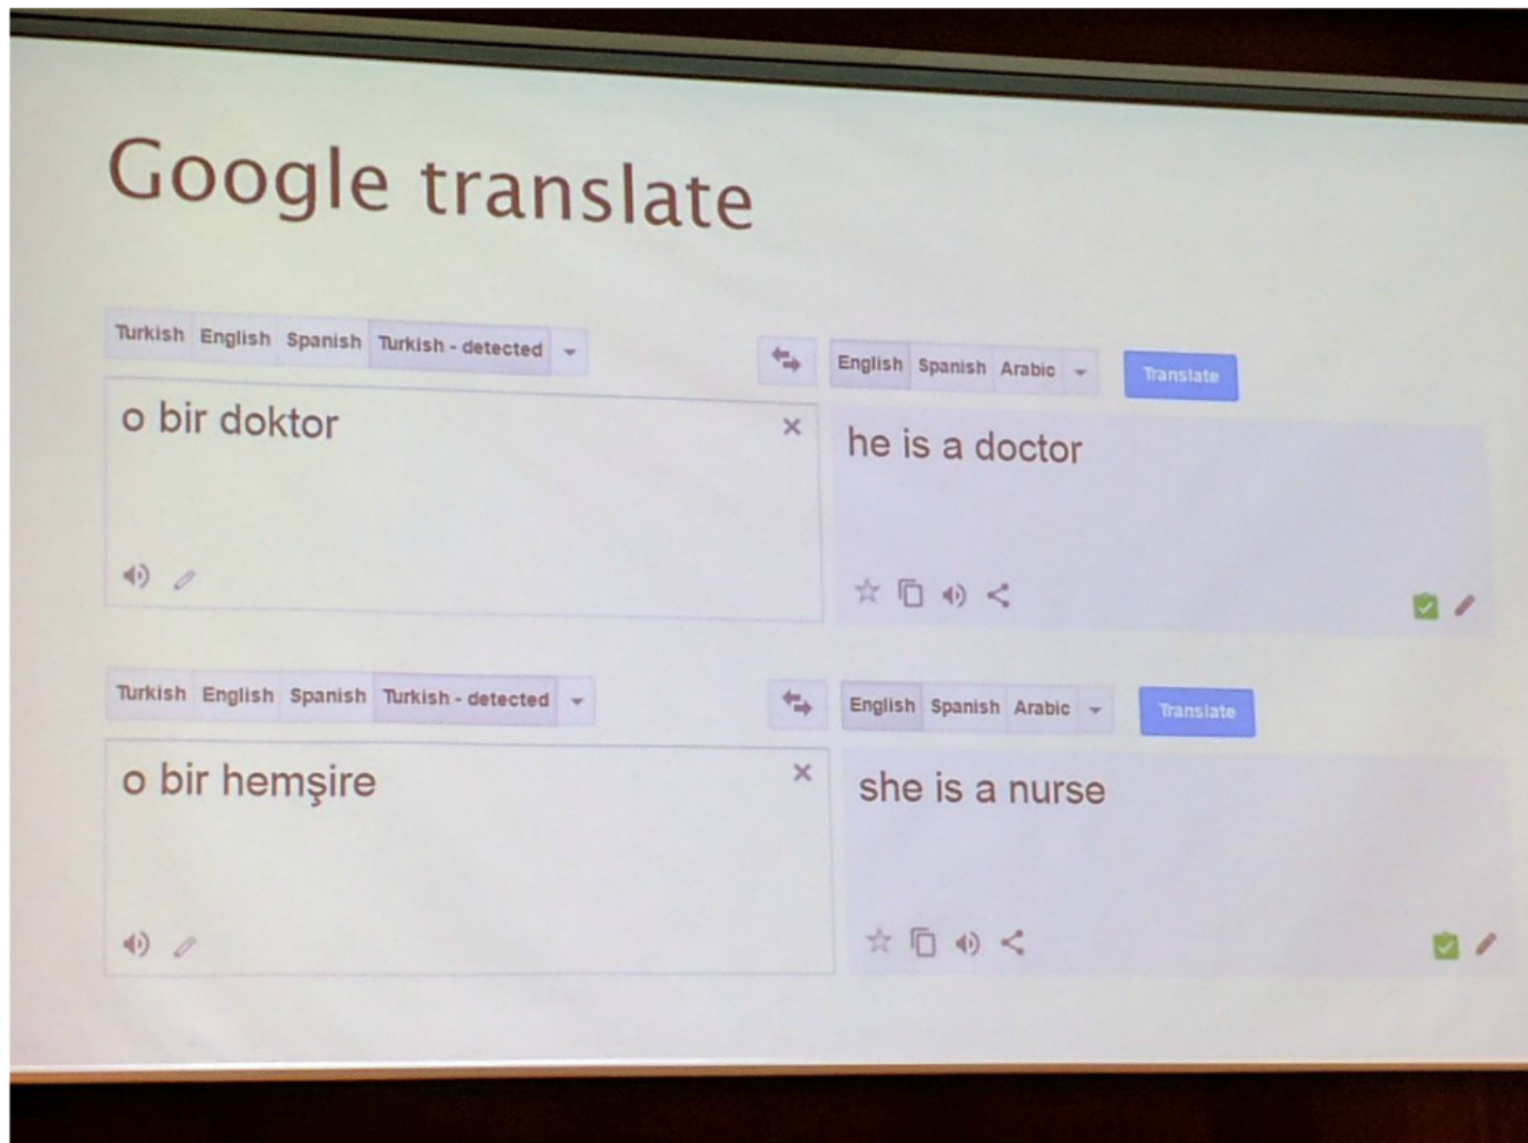 Google translate
Turkish English Spanish Turkish - detected
English Spanish Arabic Translate
o bir doktor
he is a doctor
Turkish English Spanish Turkish - detected
English Spanish Arabic Translate
o bir hemşire
she is a nurse